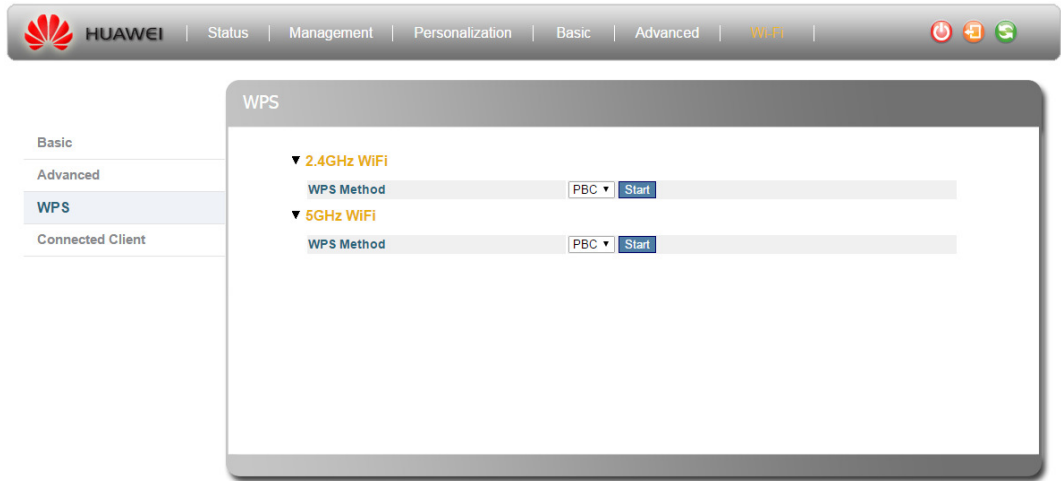 HUAWEI | Status | Management | Personalization | Basic | Advanced | Wi-Fi |
WPS
Basic
Advanced
WPS
Connected Client
2.4GHz WiFi
WPS Method PBC Start
5GHz WiFi
WPS Method PBC Start